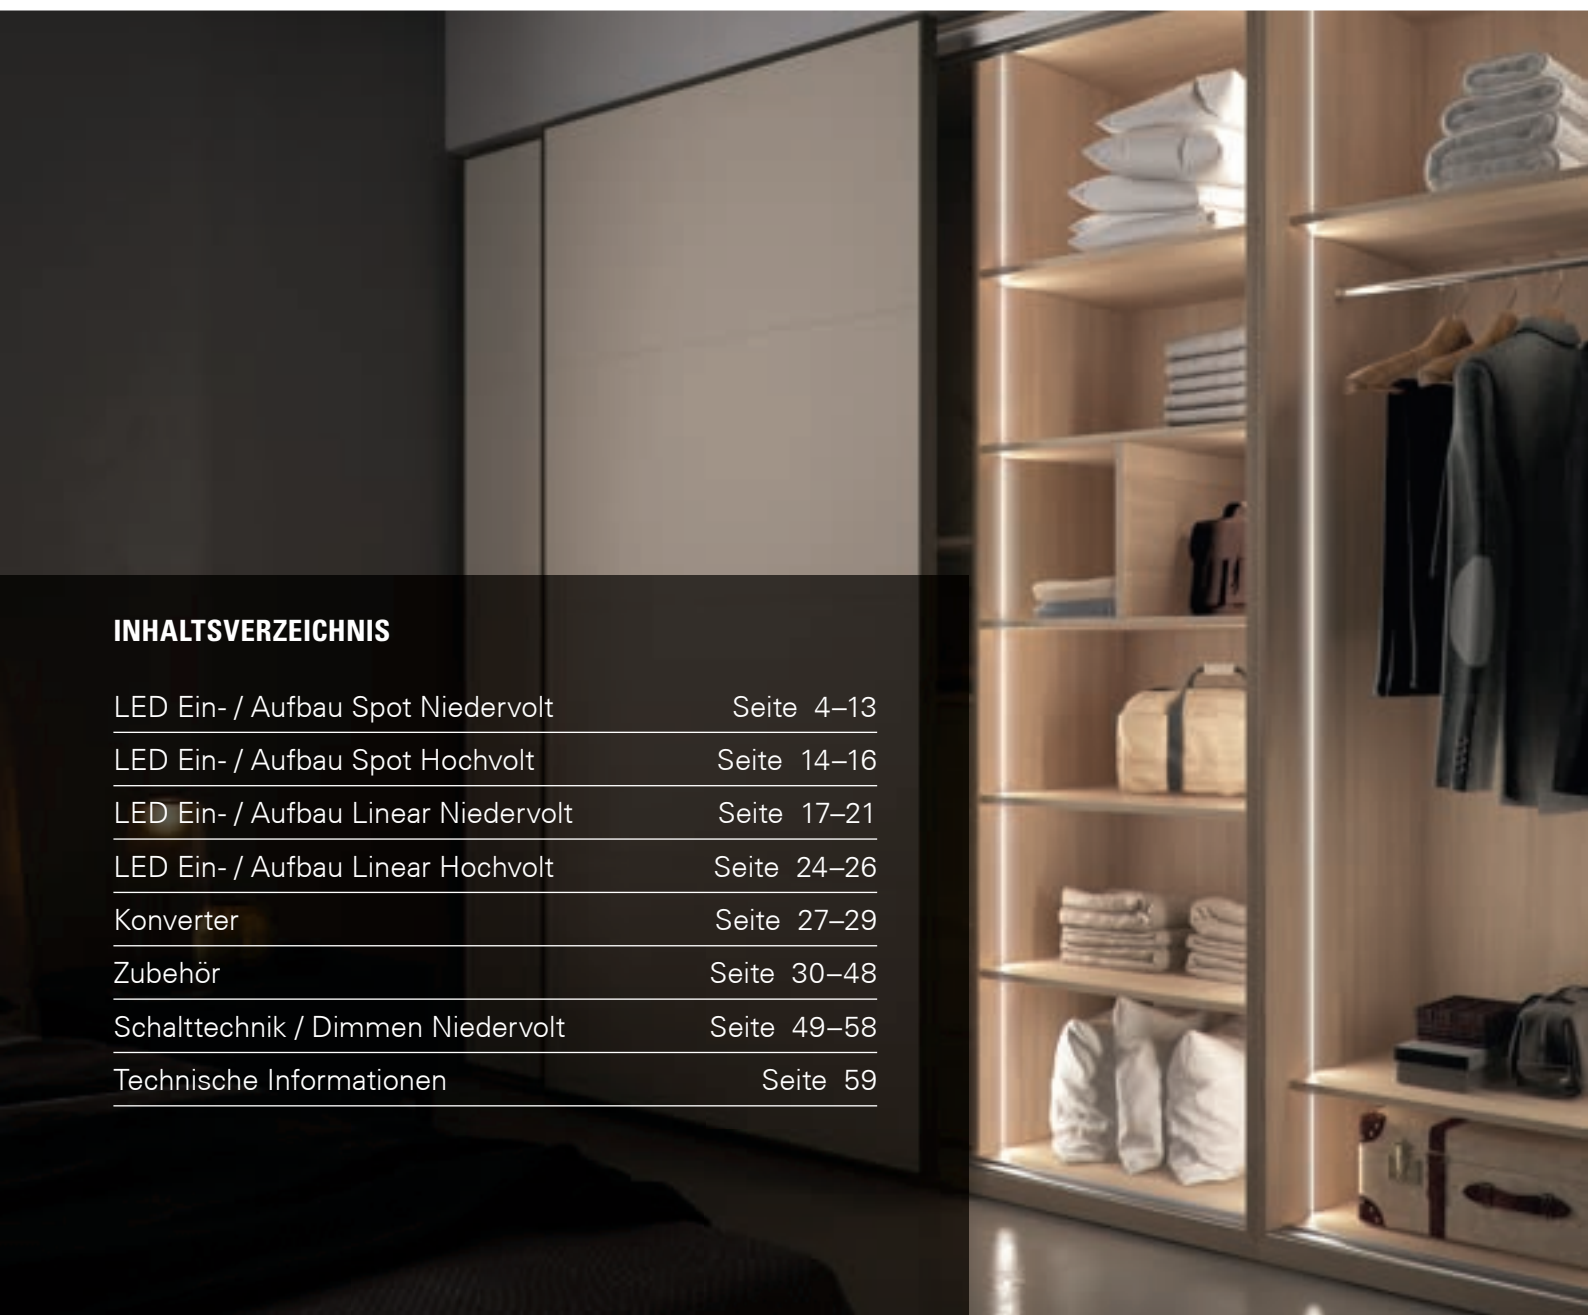 INHALTSVERZEICHNIS
LED Ein- / Aufbau Spot Niedervolt Seite 4–13
LED Ein- / Aufbau Spot Hochvolt Seite 14–16
LED Ein- / Aufbau Linear Niedervolt Seite 17–21
LED Ein- / Aufbau Linear Hochvolt Seite 24–26
Konverter Seite 27–29
Zubehör Seite 30–48
Schalttechnik / Dimmen Niedervolt Seite 49–58
Technische Informationen Seite 59